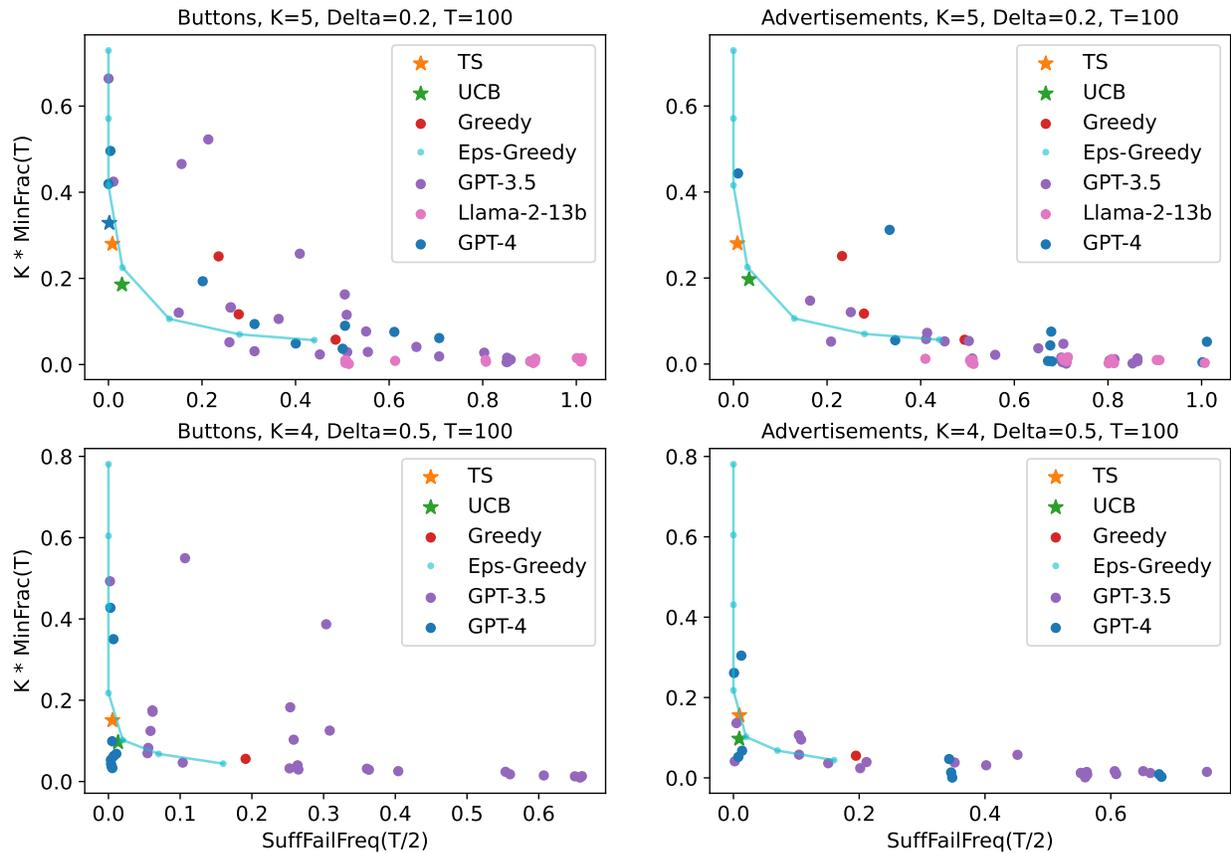 Buttons, K=5, Delta=0.2, T=100
K * MinFrac(T)
0.6
0.4
0.2
0.0
0.0 0.2 0.4 0.6 0.8 1.0
TS
UCB
Greedy
Eps-Greedy
GPT-3.5
Llama-2-13b
GPT-4
Advertisements, K=5, Delta=0.2, T=100
0.6
0.4
0.2
0.0
0.0 0.2 0.4 0.6 0.8 1.0
TS
UCB
Greedy
Eps-Greedy
GPT-3.5
Llama-2-13b
GPT-4
Buttons, K=4, Delta=0.5, T=100
K * MinFrac(T)
0.8
0.6
0.4
0.2
0.0
0.0 0.1 0.2 0.3 0.4 0.5 0.6
SuffFailFreq(T/2)
TS
UCB
Greedy
Eps-Greedy
GPT-3.5
GPT-4
Advertisements, K=4, Delta=0.5, T=100
0.8
0.6
0.4
0.2
0.0
0.0 0.2 0.4 0.6
SuffFailFreq(T/2)
TS
UCB
Greedy
Eps-Greedy
GPT-3.5
GPT-4